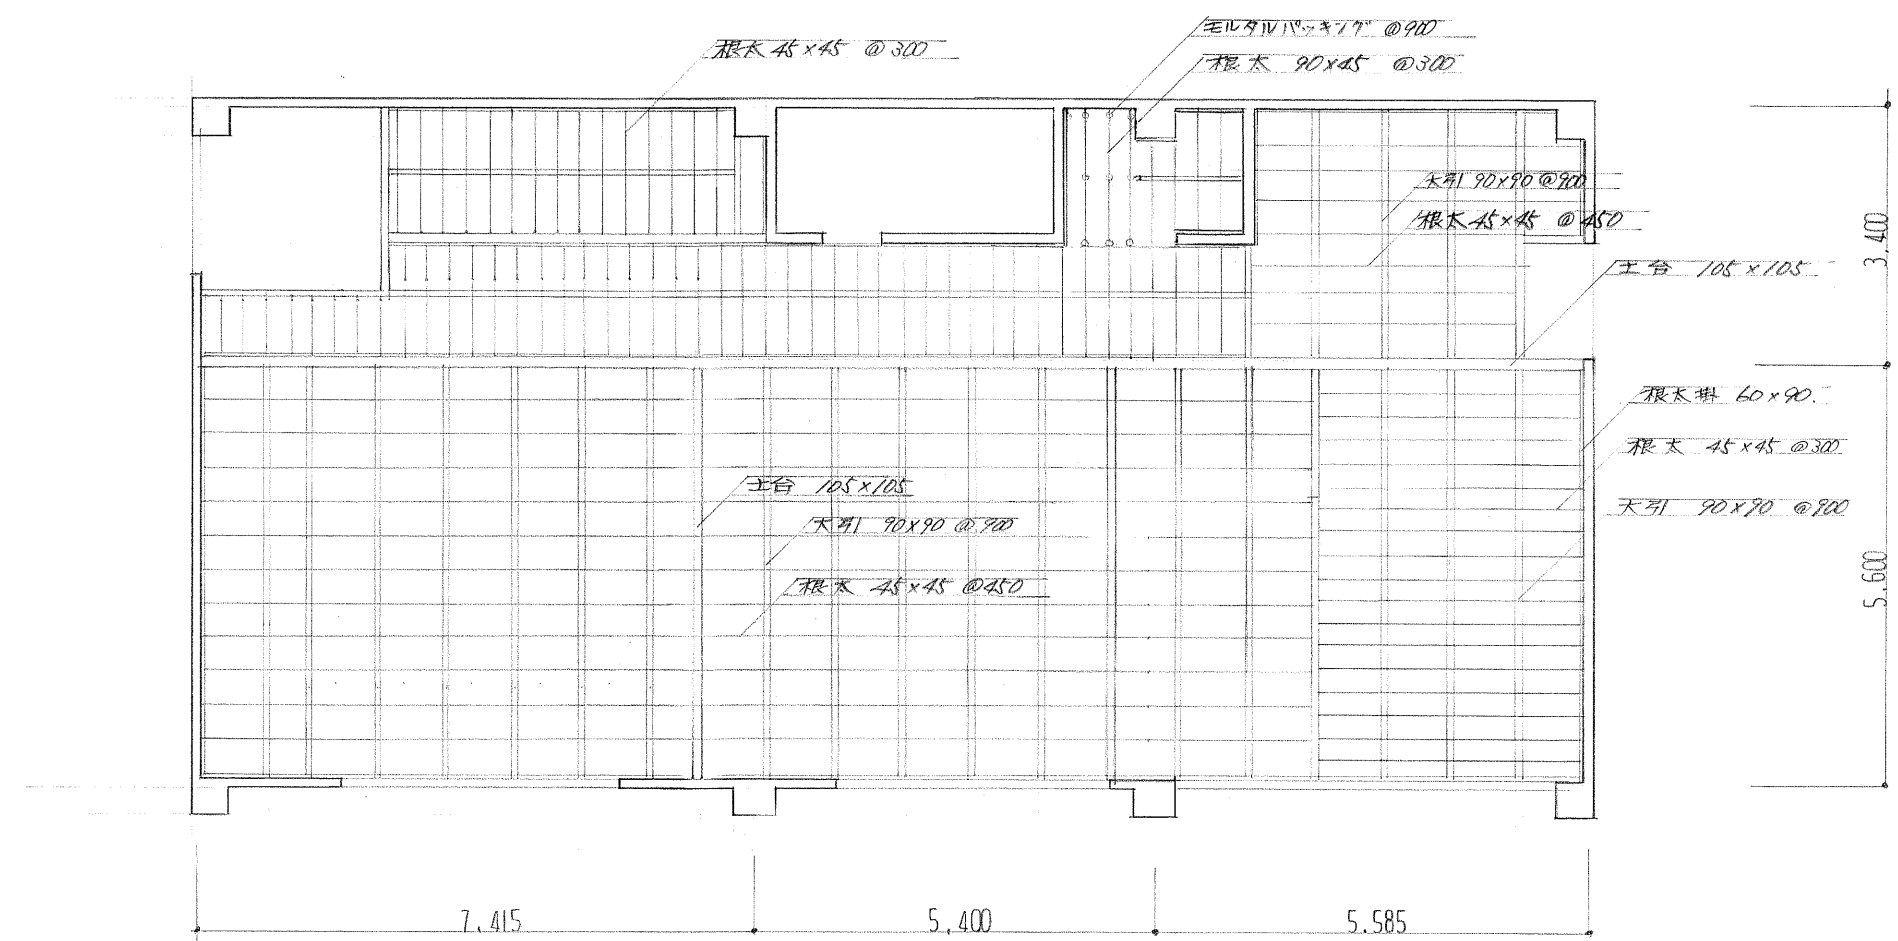 モルタルパッキング @900
根太 45×45 @300
根太 90×45 @300
大引 90×90 @900
根太 45×45 @450
土台 105×105
3,400
根太掛 60×90.
根太 45×45 @300
土台 105×105
大引 90×90 @900
大引 90×90 @900
根太 45×45 @450
5,600
7,415
5,400
5,585